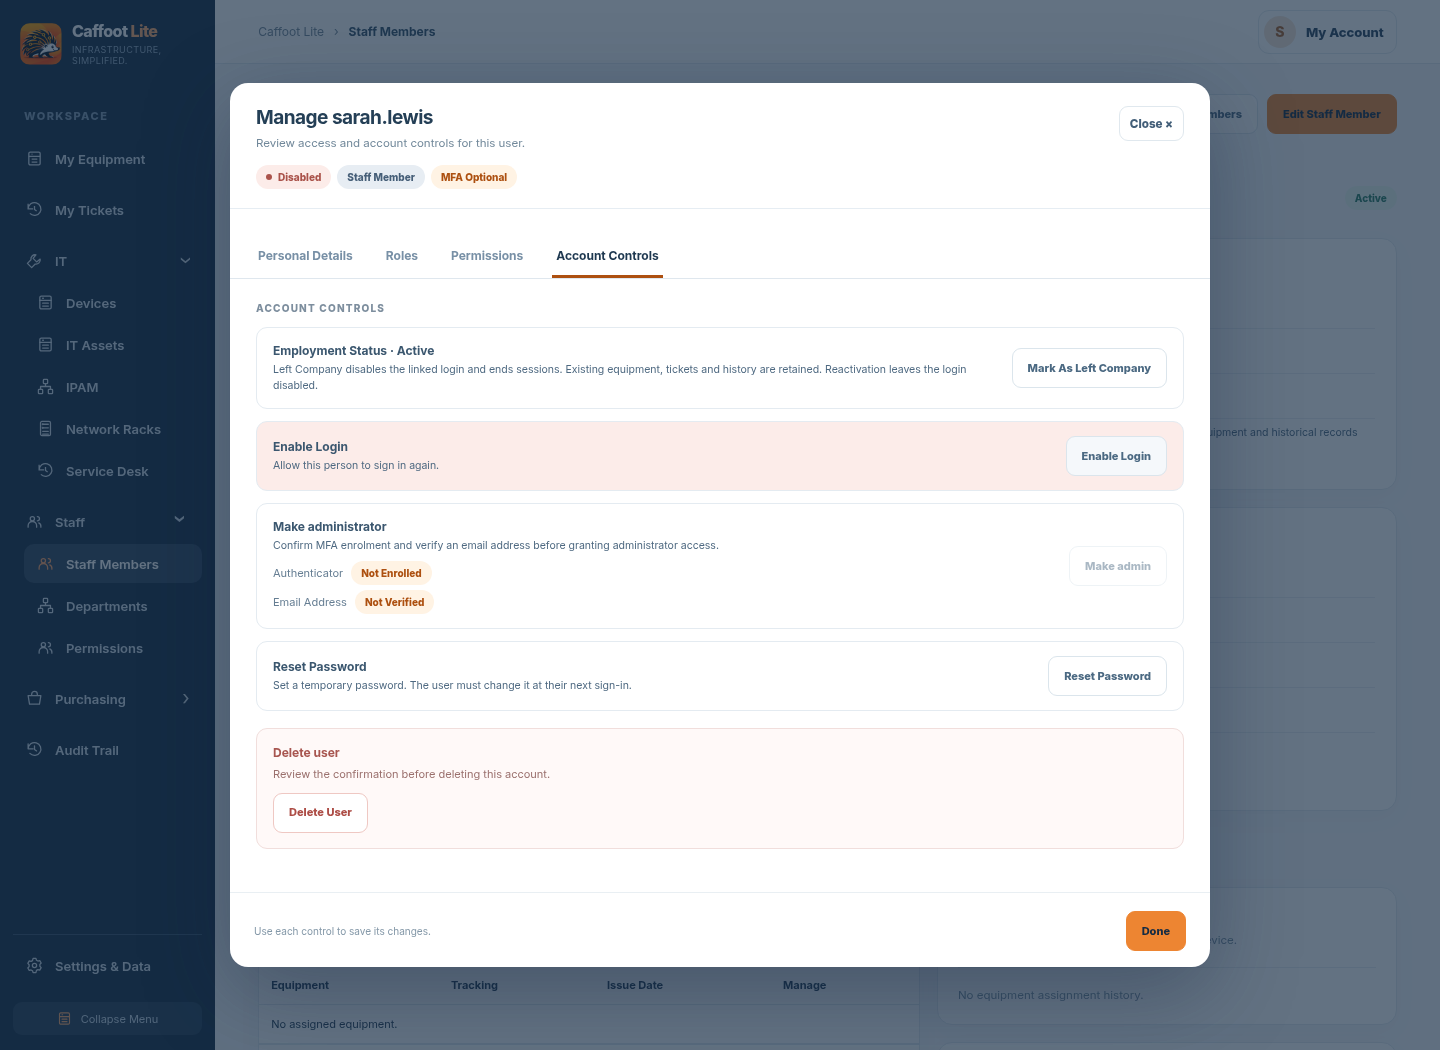 Caffoot Lite
INFRASTRUCTURE,
SIMPLIFIED.
Caffoot Lite › Staff Members
S My Account
WORKSPACE
My Equipment
My Tickets
IT
Devices
IT Assets
IPAM
Network Racks
Service Desk
Staff
Staff Members
Departments
Permissions
Purchasing
Audit Trail
Settings & Data
Collapse Menu
Edit Staff Member
Active
Manage sarah.lewis
Close ×
Review access and account controls for this user.
Disabled Staff Member MFA Optional
Personal Details Roles Permissions Account Controls
ACCOUNT CONTROLS
Employment Status · Active
Left Company disables the linked login and ends sessions. Existing equipment, tickets and history are retained. Reactivation leaves the login
disabled.
Mark As Left Company
Enable Login
Allow this person to sign in again.
Enable Login
Make administrator
Confirm MFA enrolment and verify an email address before granting administrator access.
Authenticator Not Enrolled
Email Address Not Verified
Make admin
Reset Password
Set a temporary password. The user must change it at their next sign-in.
Reset Password
Delete user
Review the confirmation before deleting this account.
Delete User
Use each control to save its changes.
Done
and historical records
Equipment Tracking Issue Date Manage
No assigned equipment.
No equipment assignment history.